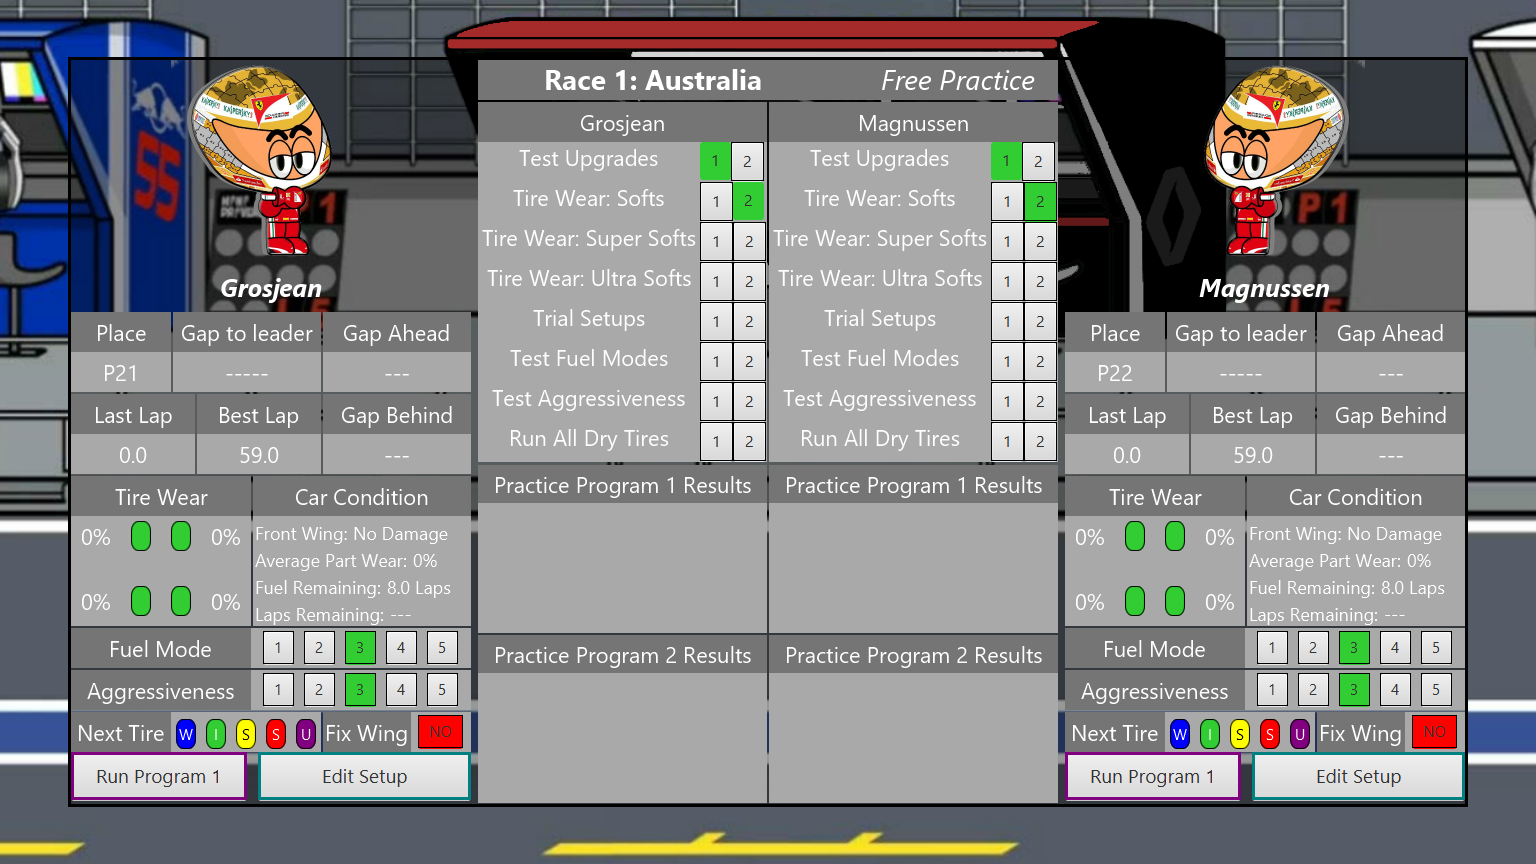 Race 1: Australia
Free Practice
Grosjean
Magnussen
Test Upgrades 1 2
Test Upgrades 1 2
Tire Wear: Softs 1 2
Tire Wear: Softs 1 2
Tire Wear: Super Softs 1 2
Tire Wear: Super Softs 1 2
Tire Wear: Ultra Softs 1 2
Tire Wear: Ultra Softs 1 2
Trial Setups 1 2
Trial Setups 1 2
Test Fuel Modes 1 2
Test Fuel Modes 1 2
Test Aggressiveness 1 2
Test Aggressiveness 1 2
Run All Dry Tires 1 2
Run All Dry Tires 1 2
Practice Program 1 Results
Practice Program 1 Results
Practice Program 2 Results
Practice Program 2 Results
55
1
KASPERSKY
Grosjean
Place Gap to leader Gap Ahead
P21 ----- ---
Last Lap Best Lap Gap Behind
0.0 59.0 ---
Tire Wear Car Condition
0% 0%
0% 0%
Front Wing: No Damage
Average Part Wear: 0%
Fuel Remaining: 8.0 Laps
Laps Remaining: ---
Fuel Mode 1 2 3 4 5
Aggressiveness 1 2 3 4 5
Next Tire W I S S U Fix Wing NO
Run Program 1 Edit Setup
P 1
Magnussen
Place Gap to leader Gap Ahead
P22 ----- ---
Last Lap Best Lap Gap Behind
0.0 59.0 ---
Tire Wear Car Condition
0% 0%
0% 0%
Front Wing: No Damage
Average Part Wear: 0%
Fuel Remaining: 8.0 Laps
Laps Remaining: ---
Fuel Mode 1 2 3 4 5
Aggressiveness 1 2 3 4 5
Next Tire W I S S U Fix Wing NO
Run Program 1 Edit Setup